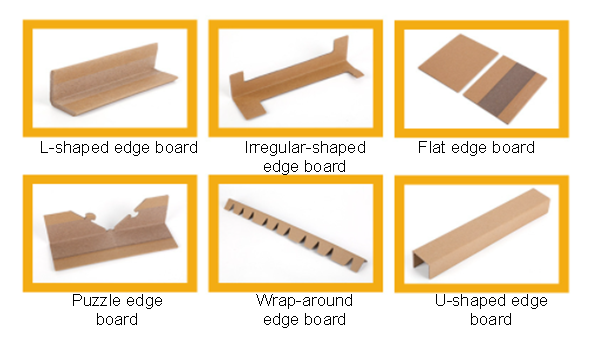 L-shaped edge board
Irregular-shaped
edge board
Flat edge board
Puzzle edge
board
Wrap-around
edge board
U-shaped edge
board